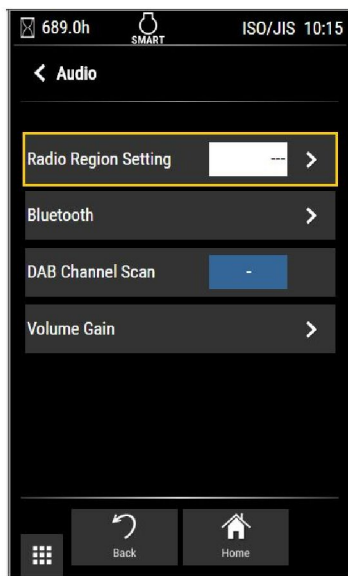 689.0h SMART ISO/JIS 10:15
Audio
Radio Region Setting ---
Bluetooth
DAB Channel Scan -
Volume Gain
Back Home